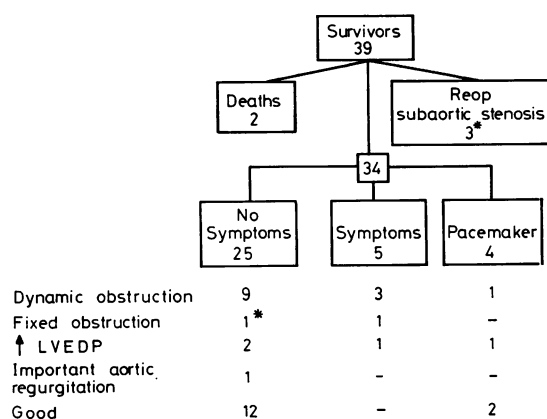 Survivors
39
Deaths
2
Reop
subaortic stenosis
3*
34
No
Symptoms
25
Symptoms
5
Pacemaker
4
Dynamic obstruction 9 3 1
Fixed obstruction 1* 1 –
↑ LVEDP 2 1 1
Important aortic
regurgitation 1 – –
Good 12 – 2